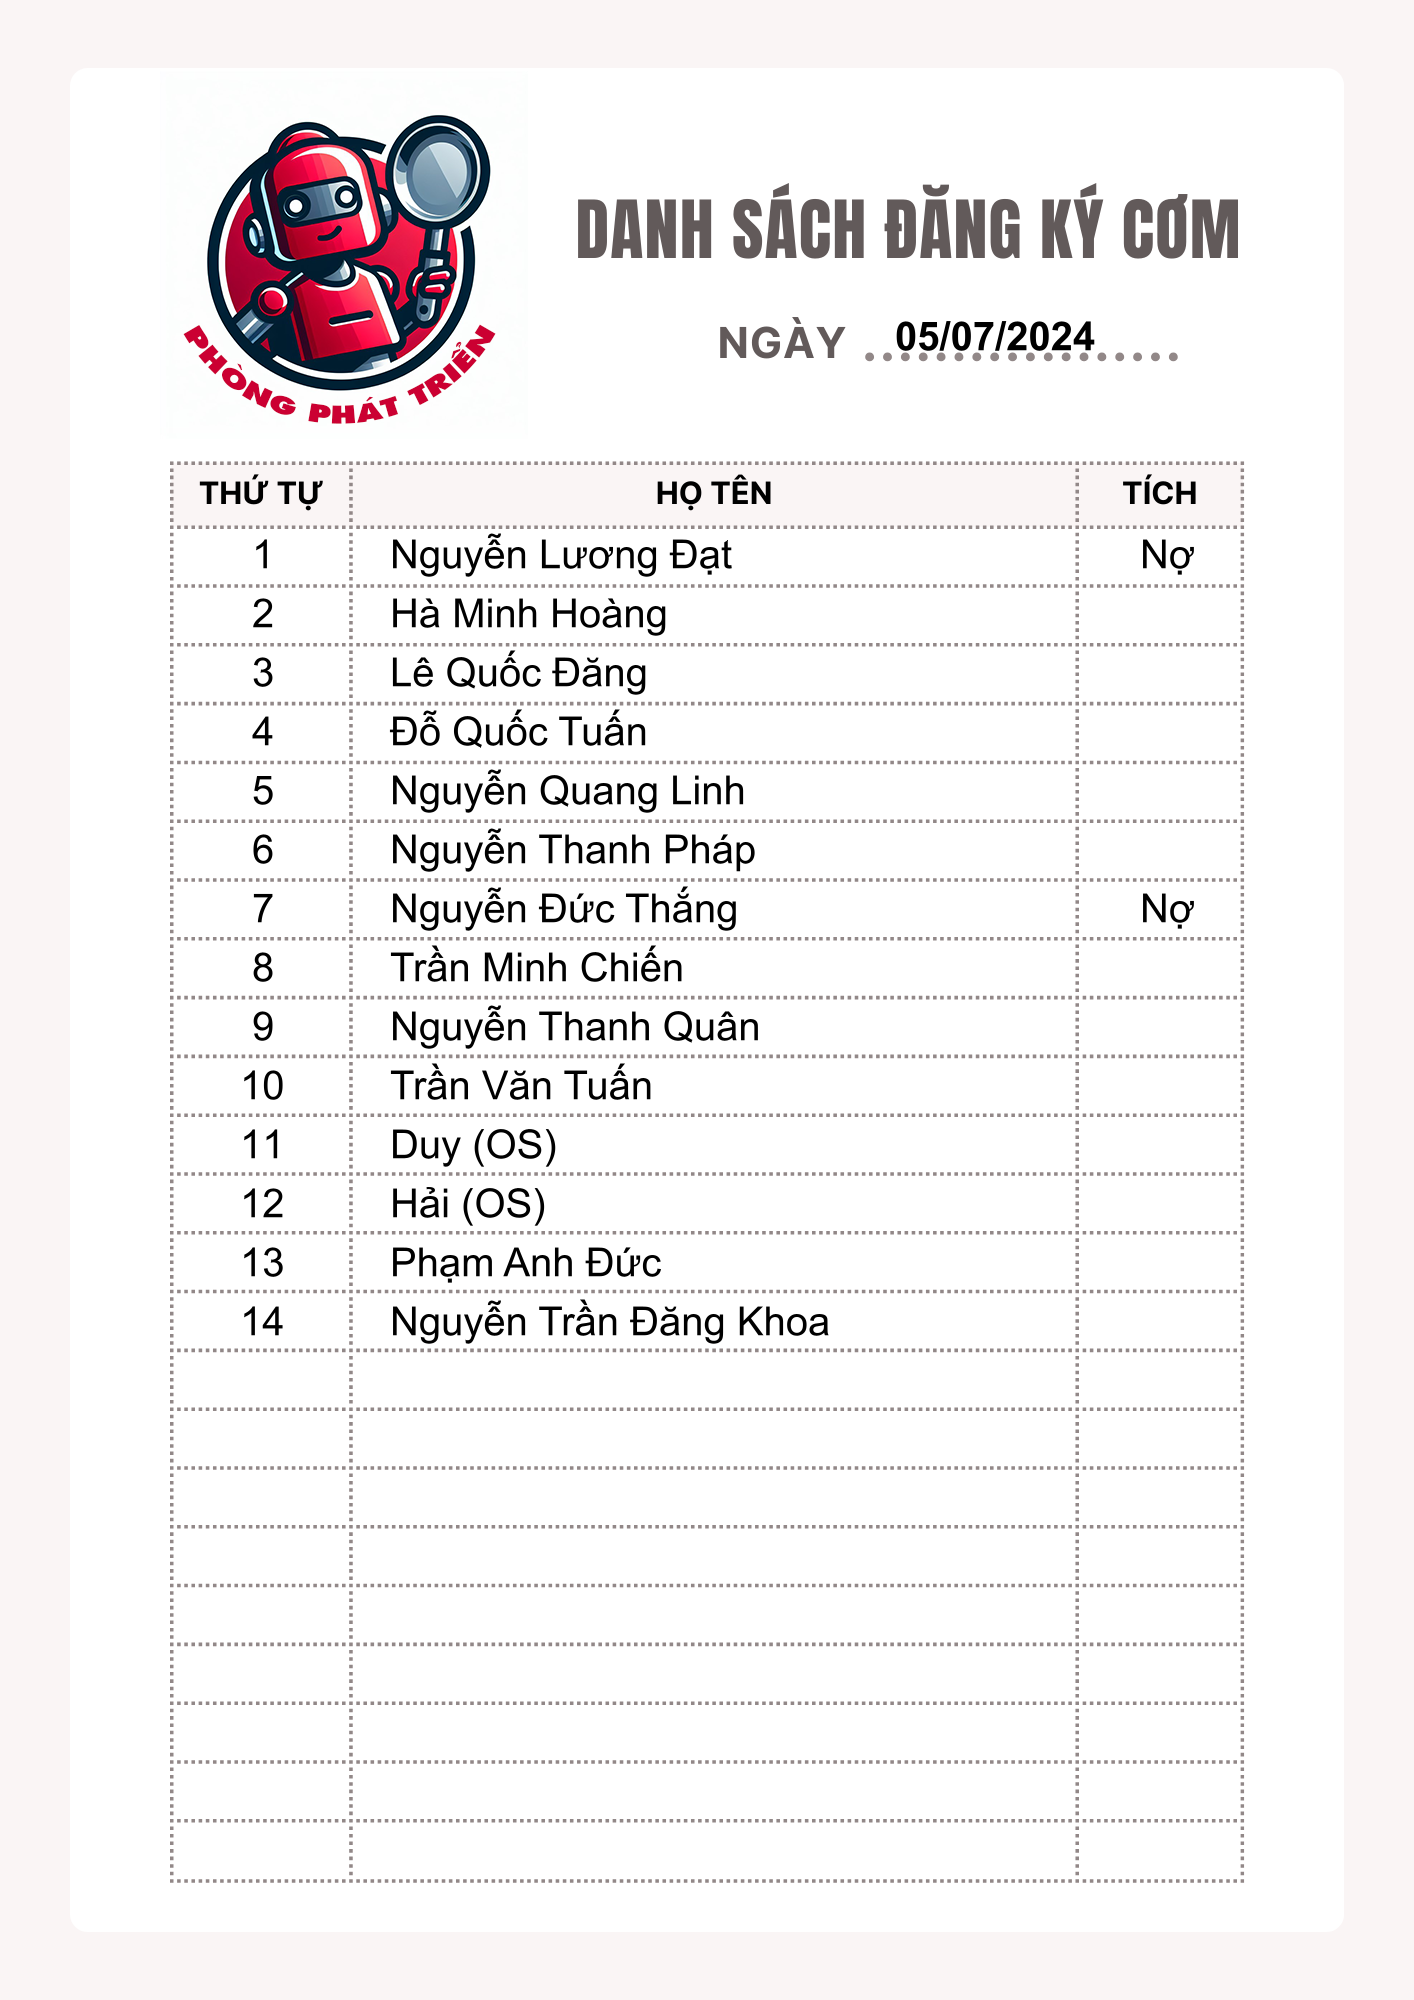 PHÒNG PHÁT TRIỂN
DANH SÁCH ĐĂNG KÝ CƠM
NGÀY 05/07/2024
THỨ TỰ HỌ TÊN TÍCH
1 Nguyễn Lương Đạt Nợ
2 Hà Minh Hoàng
3 Lê Quốc Đăng
4 Đỗ Quốc Tuấn
5 Nguyễn Quang Linh
6 Nguyễn Thanh Pháp
7 Nguyễn Đức Thắng Nợ
8 Trần Minh Chiến
9 Nguyễn Thanh Quân
10 Trần Văn Tuấn
11 Duy (OS)
12 Hải (OS)
13 Phạm Anh Đức
14 Nguyễn Trần Đăng Khoa